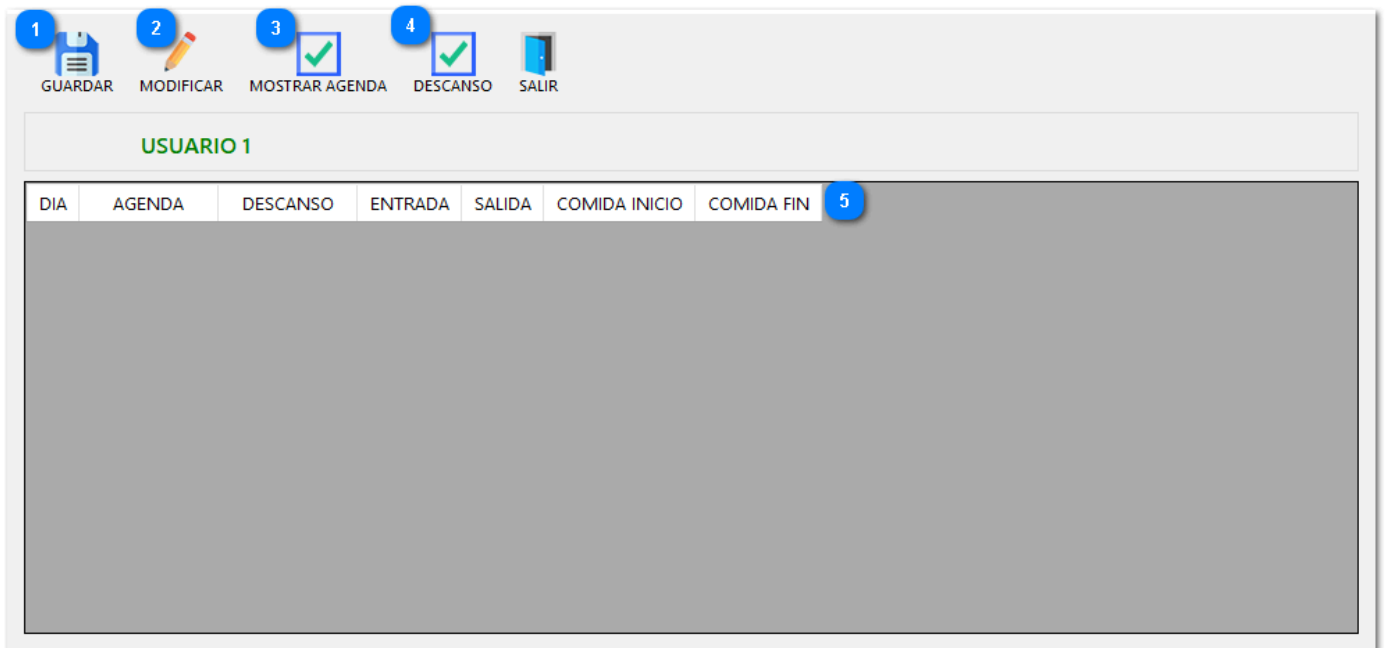 1 2 3 4
GUARDAR MODIFICAR MOSTRAR AGENDA DESCANSO SALIR
USUARIO 1
DIA AGENDA DESCANSO ENTRADA SALIDA COMIDA INICIO COMIDA FIN 5